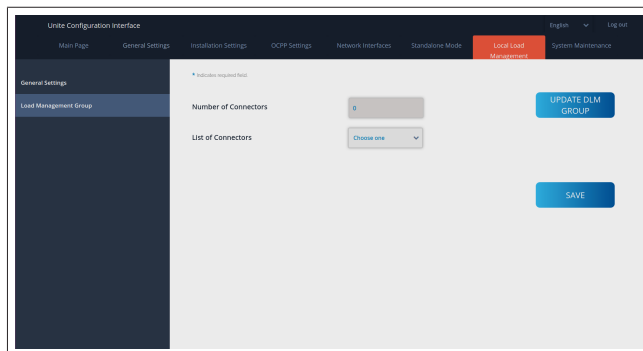 Unite Configuration Interface
English
Log out
Main Page
General Settings
Installation Settings
OCPP Settings
Network Interfaces
Standalone Mode
Local Load
Management
System Maintenance
General Settings
Load Management Group
* Indicates required field.
Number of Connectors
0
UPDATE DLM
GROUP
List of Connectors
Choose one
SAVE